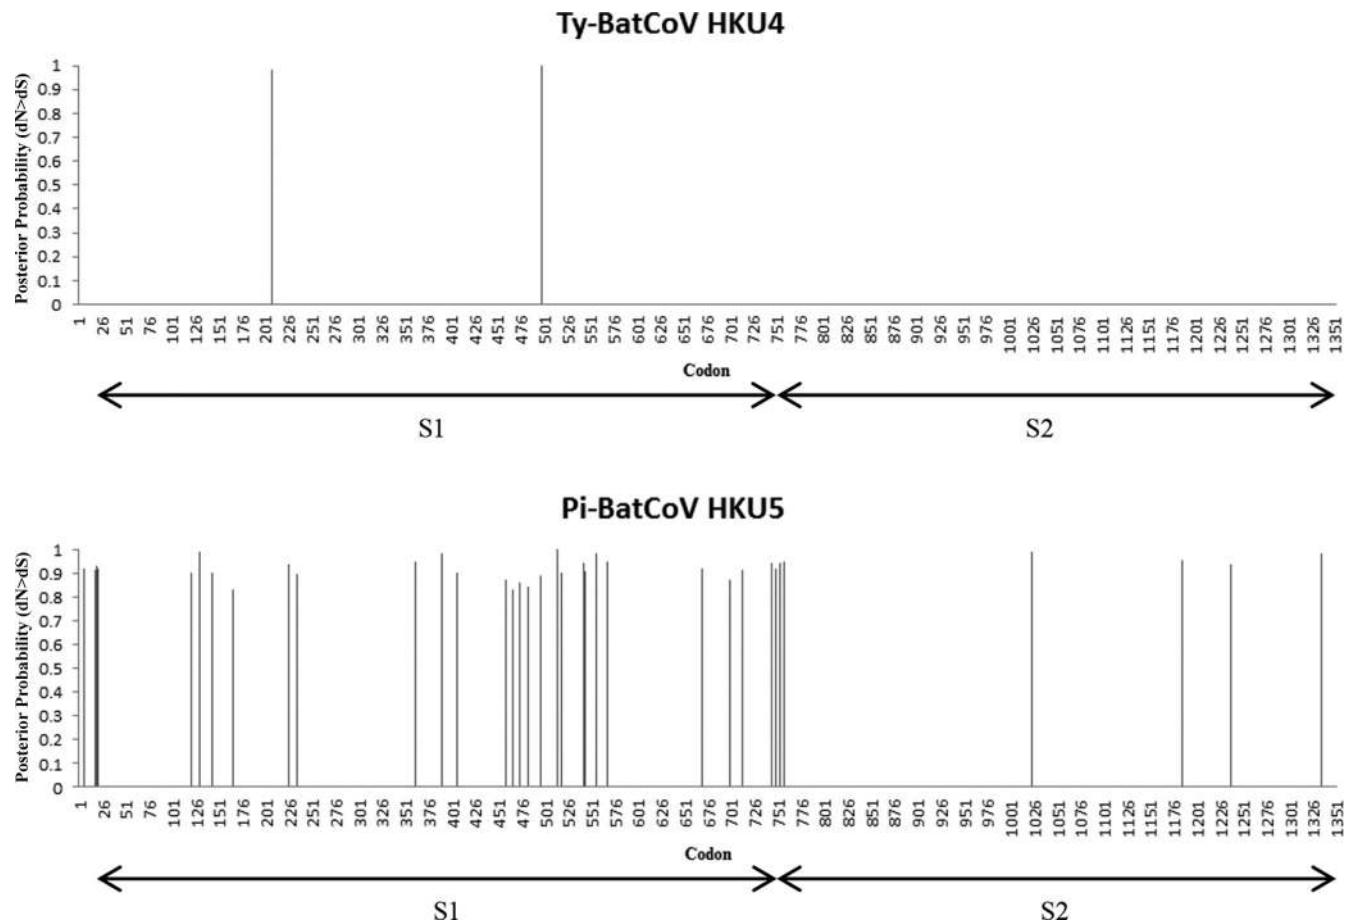 Ty-BatCoV HKU4
Posterior Probability (dN>dS)
1
0.9
0.8
0.7
0.6
0.5
0.4
0.3
0.2
0.1
0
1 26 51 76 101 126 151 176 201 226 251 276 301 326 351 376 401 426 451 476 501 526 551 576 601 626 651 676 701 726 751 776 801 826 851 876 901 926 951 976 1001 1026 1051 1076 1101 1126 1151 1176 1201 1226 1251 1276 1301 1326 1351
Codon
S1 S2
Pi-BatCoV HKU5
Posterior Probability (dN>dS)
1
0.9
0.8
0.7
0.6
0.5
0.4
0.3
0.2
0.1
0
1 26 51 76 101 126 151 176 201 226 251 276 301 326 351 376 401 426 451 476 501 526 551 576 601 626 651 676 701 726 751 776 801 826 851 876 901 926 951 976 1001 1026 1051 1076 1101 1126 1151 1176 1201 1226 1251 1276 1301 1326 1351
Codon
S1 S2